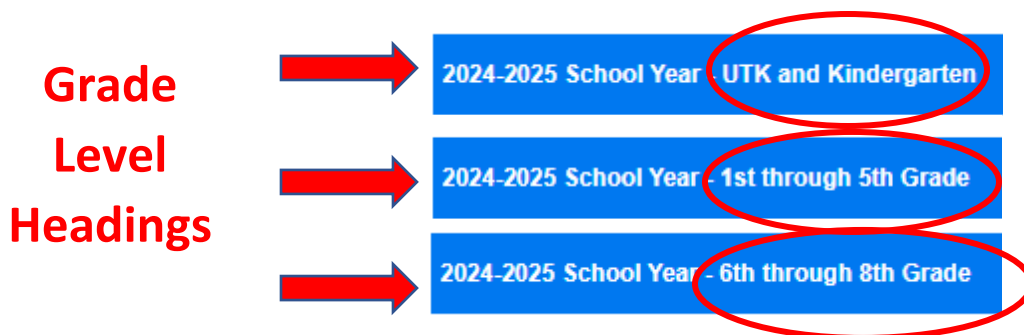 Grade
Level
Headings
2024-2025 School Year - UTK and Kindergarten
2024-2025 School Year - 1st through 5th Grade
2024-2025 School Year - 6th through 8th Grade